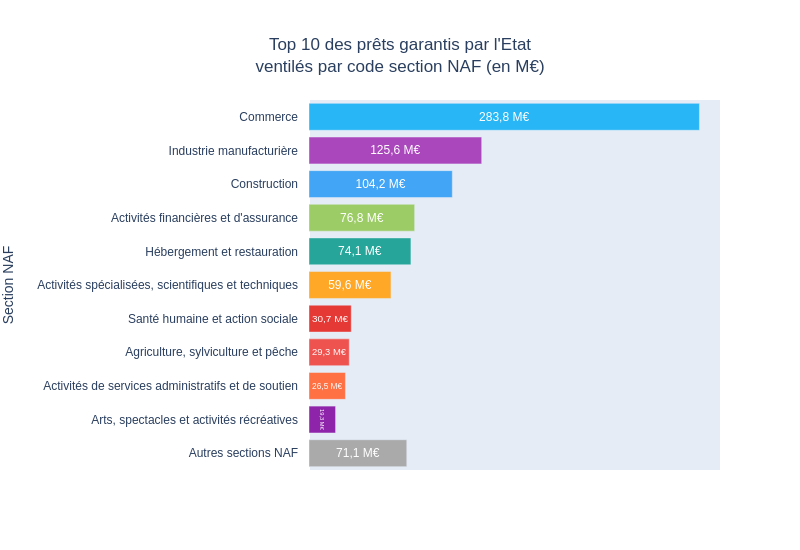 Top 10 des prêts garantis par l'Etat
ventilés par code section NAF (en M€)
Section NAF
Commerce 283,8 M€
Industrie manufacturière 125,6 M€
Construction 104,2 M€
Activités financières et d'assurance 76,8 M€
Hébergement et restauration 74,1 M€
Activités spécialisées, scientifiques et techniques 59,6 M€
Santé humaine et action sociale 30,7 M€
Agriculture, sylviculture et pêche 29,3 M€
Activités de services administratifs et de soutien 26,5 M€
Arts, spectacles et activités récréatives M€
Autres sections NAF 71,1 M€